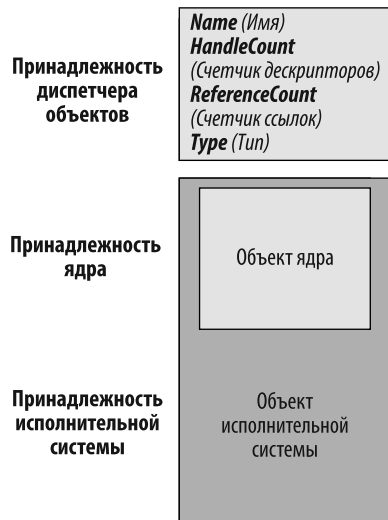 Принадлежность
диспетчера
объектов
Name (Имя)
HandleCount
(Счетчик дескрипторов)
ReferenceCount
(Счетчик ссылок)
Type (Тип)
Принадлежность
ядра
Объект ядра
Принадлежность
исполнительной
системы
Объект
исполнительной
системы